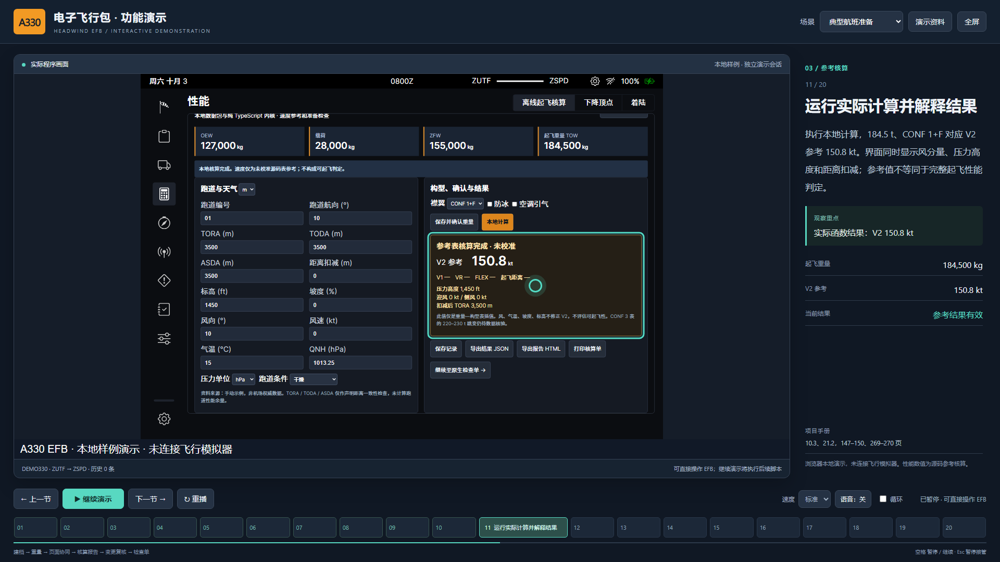 A330
电子飞行包 · 功能演示
HEADWIND EFB / INTERACTIVE DEMONSTRATION
场景
典型航班准备
演示资料
全屏
实际程序画面
本地样例 · 独立演示会话
周六 十月 3
0800Z
ZUTF
ZSPD
100%
性能
离线起飞核算
下降顶点
着陆
本地数据包与纯 TypeScript 内核 · 速度参考和准备检查
OEW
127,000 kg
载荷
28,000 kg
ZFW
155,000 kg
起飞重量 TOW
184,500 kg
本地核算完成。速度仅为未校准源码表参考；不构成可起飞判定。
跑道与天气
m
跑道编号
01
跑道航向 (°)
10
TORA (m)
3500
TODA (m)
3500
ASDA (m)
3500
距离扣减 (m)
0
标高 (ft)
1450
坡度 (%)
0
风向 (°)
10
风速 (kt)
0
气温 (°C)
15
QNH (hPa)
1013.25
压力单位
hPa
跑道条件
干燥
资料来源：手动示例，非机场权威数据。TORA / TODA / ASDA 仅作声明距离一致性检查，未计算跑
道性能余量。
构型、确认与结果
襟翼
CONF 1+F
防冰
空调引气
保存并确认重量
本地计算
参考表核算完成 · 未校准
V2 参考 150.8 kt
V1 — VR — FLEX — 起飞距离 —
压力高度 1,450 ft
迎风 0 kt / 侧风 0 kt
扣减后 TORA 3,500 m
此值仅是重量—构型表插值。风、气温、坡度、标高不修正 V2，不评估可起飞性。CONF 3 表
的 220–230 t 跳变仍待数据核验。
保存记录
导出结果 JSON
导出报告 HTML
打印核算单
继续至原生检查单 →
A330 EFB · 本地样例演示 · 未连接飞行模拟器
DEMO330 · ZUTF → ZSPD · 历史 0 条
可直接操作 EFB；继续演示将执行后续脚本
03 / 参考核算
11 / 20
运行实际计算并解释结果
执行本地计算，184.5 t、CONF 1+F 对应 V2
参考 150.8 kt。界面同时显示风分量、压力高
度和距离扣减；参考值不等同于完整起飞性能
判定。
观察重点
实际函数结果：V2 150.8 kt
起飞重量
184,500 kg
V2 参考
150.8 kt
当前结果
参考结果有效
项目手册
10.3、21.2，147–150、269–270 页
浏览器本地演示，未连接飞行模拟器。性能数值为源码参考核算。
← 上一节
▶ 继续演示
下一节 →
↻ 重播
速度
标准
语音：关
循环
已暂停 · 可直接操作 EFB
01
02
03
04
05
06
07
08
09
10
11 运行实际计算并解释结果
12
13
14
15
16
17
18
19
20
建档 → 重量 → 页面协同 → 核算报告 → 变更复核 → 检查单
空格 暂停 / 继续 · Esc 暂停接管